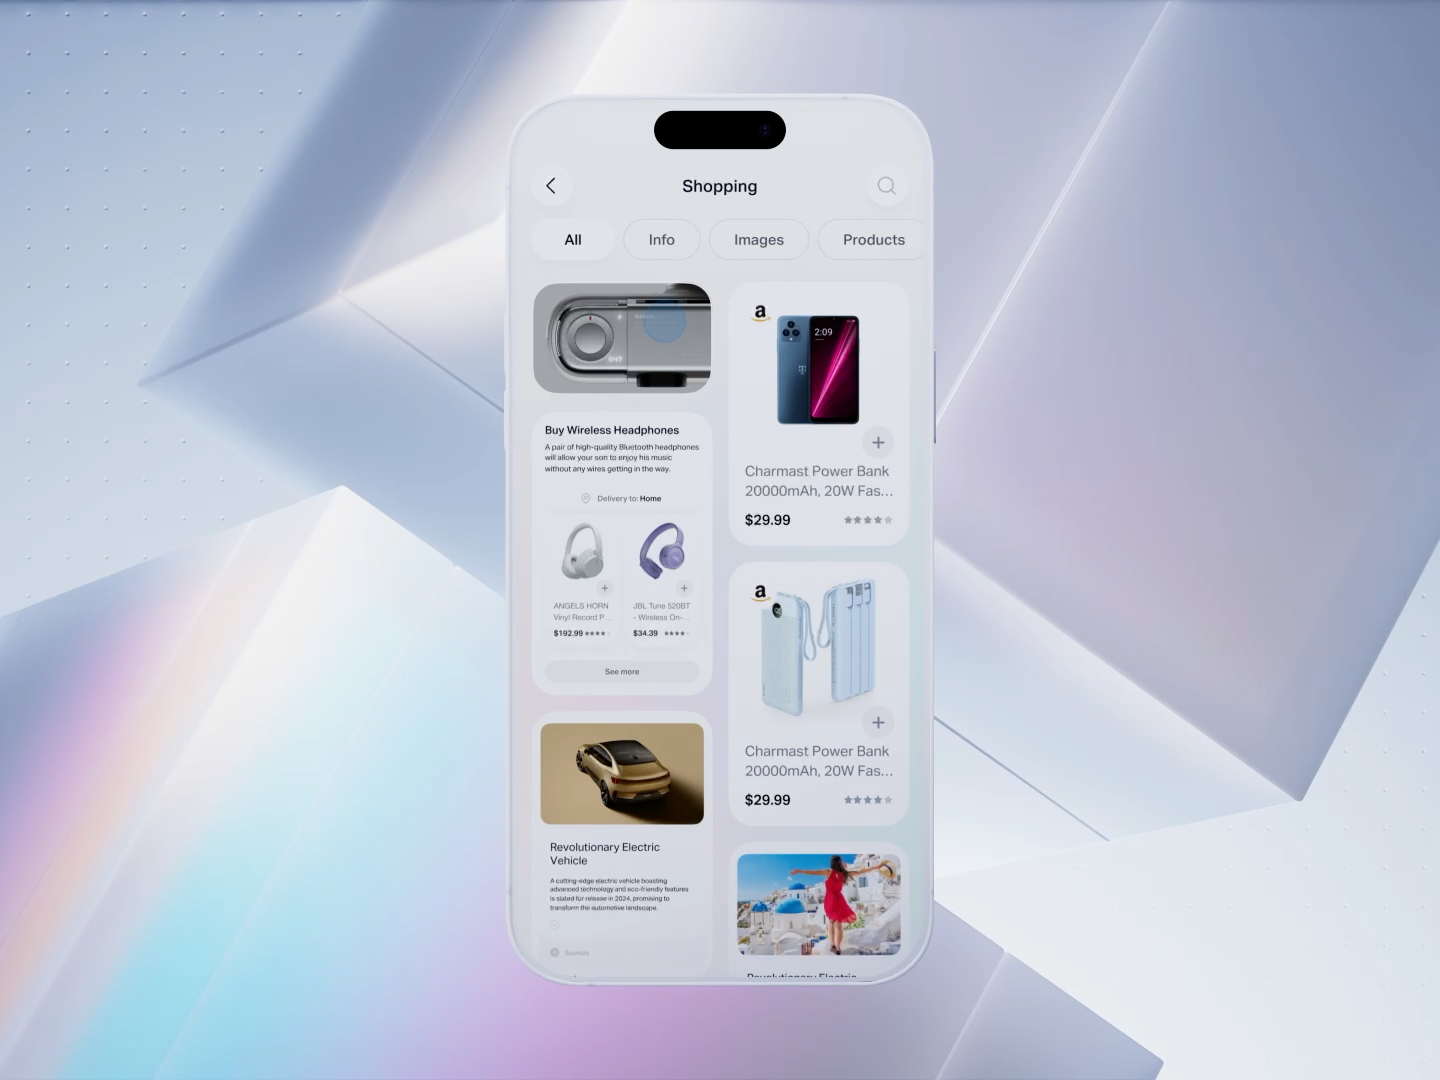 Shopping
All
Info
Images
Products
Buy Wireless Headphones
A pair of high-quality Bluetooth headphones
will allow your son to enjoy his music
without any wires getting in the way.
Delivery to: Home
ANGELS HORN
Vinyl Record P...
$192.99
JBL Tune 520BT
- Wireless On-...
$34.39
See more
Revolutionary Electric
Vehicle
A cutting-edge electric vehicle boasting
advanced technology and eco-friendly features
is slated for release in 2024, promising to
transform the automotive landscape.
Sources
a
2:09
T
Charmast Power Bank
20000mAh, 20W Fas...
$29.99
a
Charmast Power Bank
20000mAh, 20W Fas...
$29.99
Revolutionary Electric